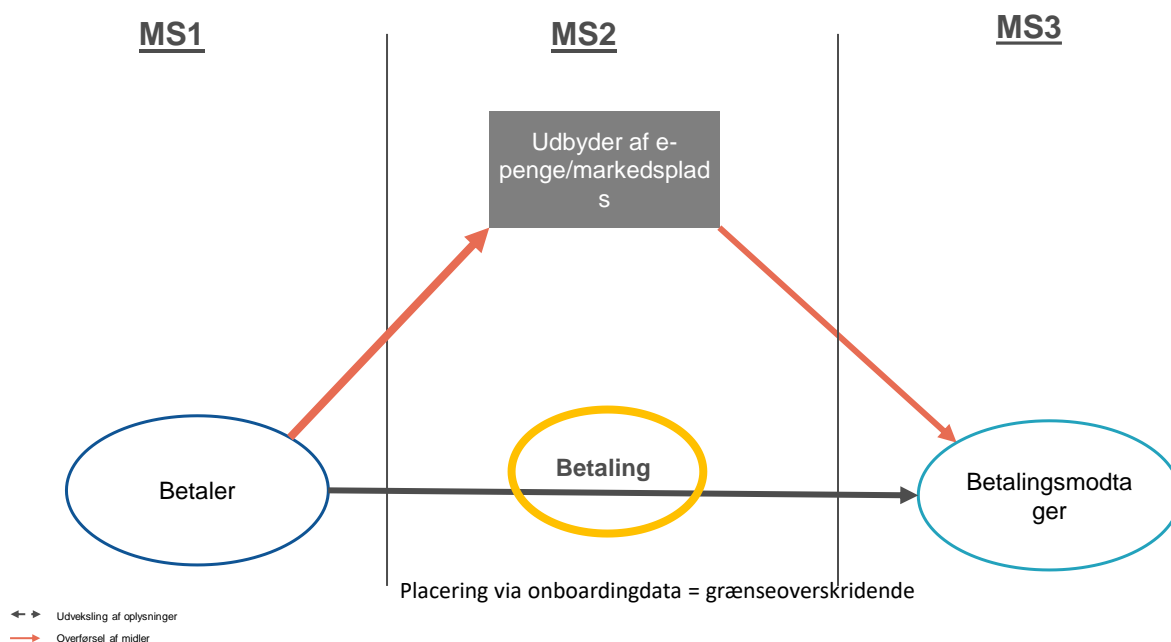 MS1
MS2
MS3
Udbyder af e-
penge/markedsplad
s
Betaler
Betaling
Betalingsmodta
ger
Placering via onboardingdata = grænseoverskridende
Udveksling af oplysninger
Overførsel af midler